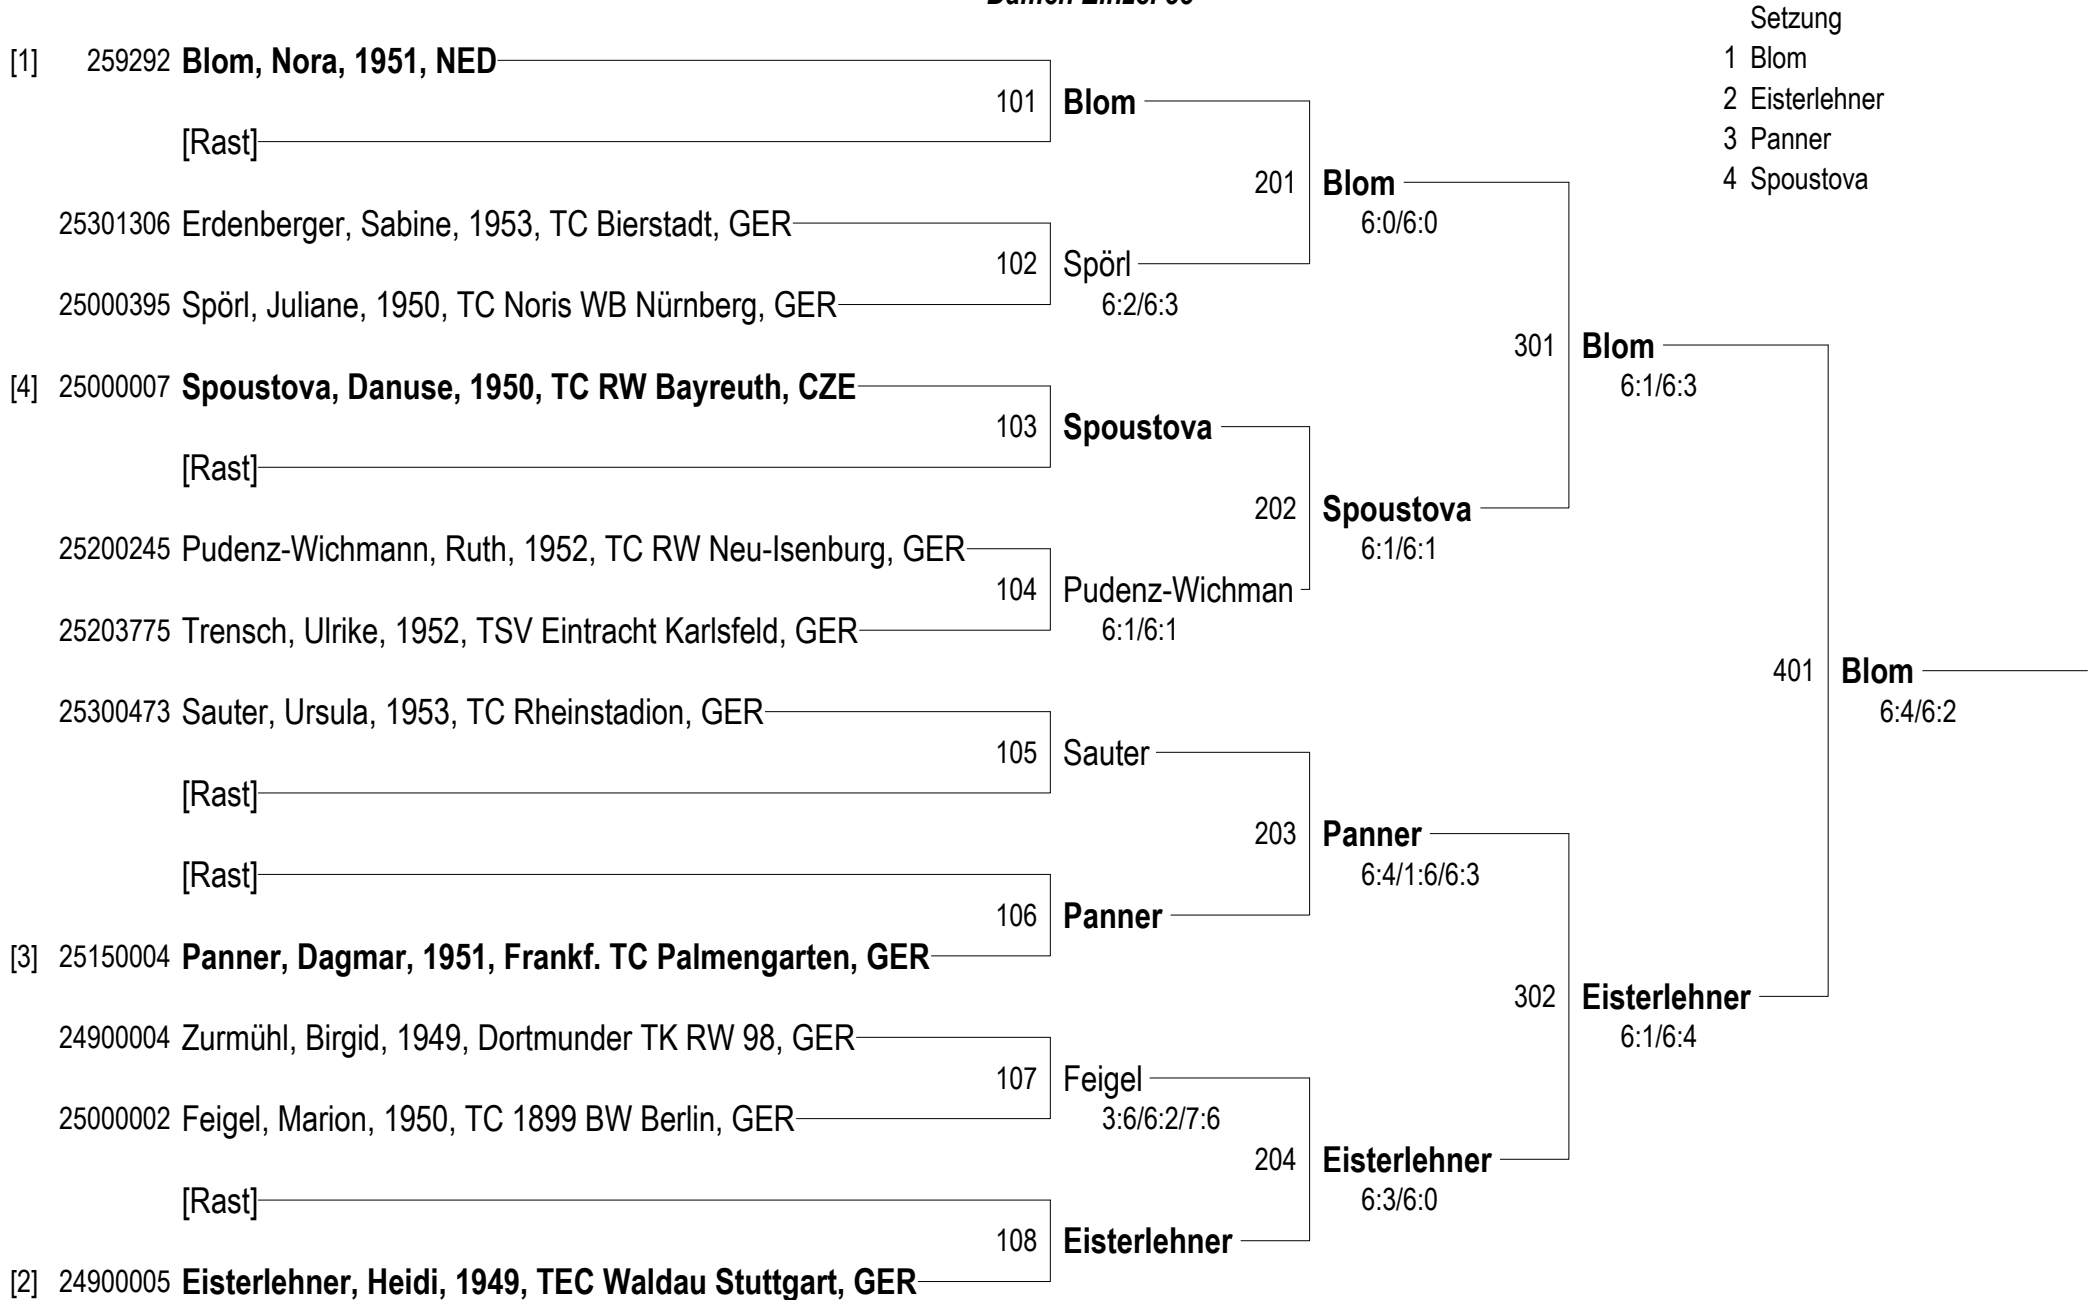 Setzung
1 Blom
2 Eisterlehner
3 Panner
4 Spoustova
[1] 259292 Blom, Nora, 1951, NED
101 Blom
[Rast]
201 Blom
6:0/6:0
25301306 Erdenberger, Sabine, 1953, TC Bierstadt, GER
102 Spörl
6:2/6:3
25000395 Spörl, Juliane, 1950, TC Noris WB Nürnberg, GER
301 Blom
6:1/6:3
[4] 25000007 Spoustova, Danuse, 1950, TC RW Bayreuth, CZE
103 Spoustova
[Rast]
202 Spoustova
6:1/6:1
25200245 Pudenz-Wichmann, Ruth, 1952, TC RW Neu-Isenburg, GER
104 Pudenz-Wichman
6:1/6:1
25203775 Trensch, Ulrike, 1952, TSV Eintracht Karlsfeld, GER
401 Blom
6:4/6:2
25300473 Sauter, Ursula, 1953, TC Rheinstadion, GER
105 Sauter
[Rast]
203 Panner
6:4/1:6/6:3
[Rast]
106 Panner
[3] 25150004 Panner, Dagmar, 1951, Frankf. TC Palmengarten, GER
302 Eisterlehner
6:1/6:4
24900004 Zurmühl, Birgid, 1949, Dortmunder TK RW 98, GER
107 Feigel
3:6/6:2/7:6
25000002 Feigel, Marion, 1950, TC 1899 BW Berlin, GER
204 Eisterlehner
6:3/6:0
[Rast]
108 Eisterlehner
[2] 24900005 Eisterlehner, Heidi, 1949, TEC Waldau Stuttgart, GER